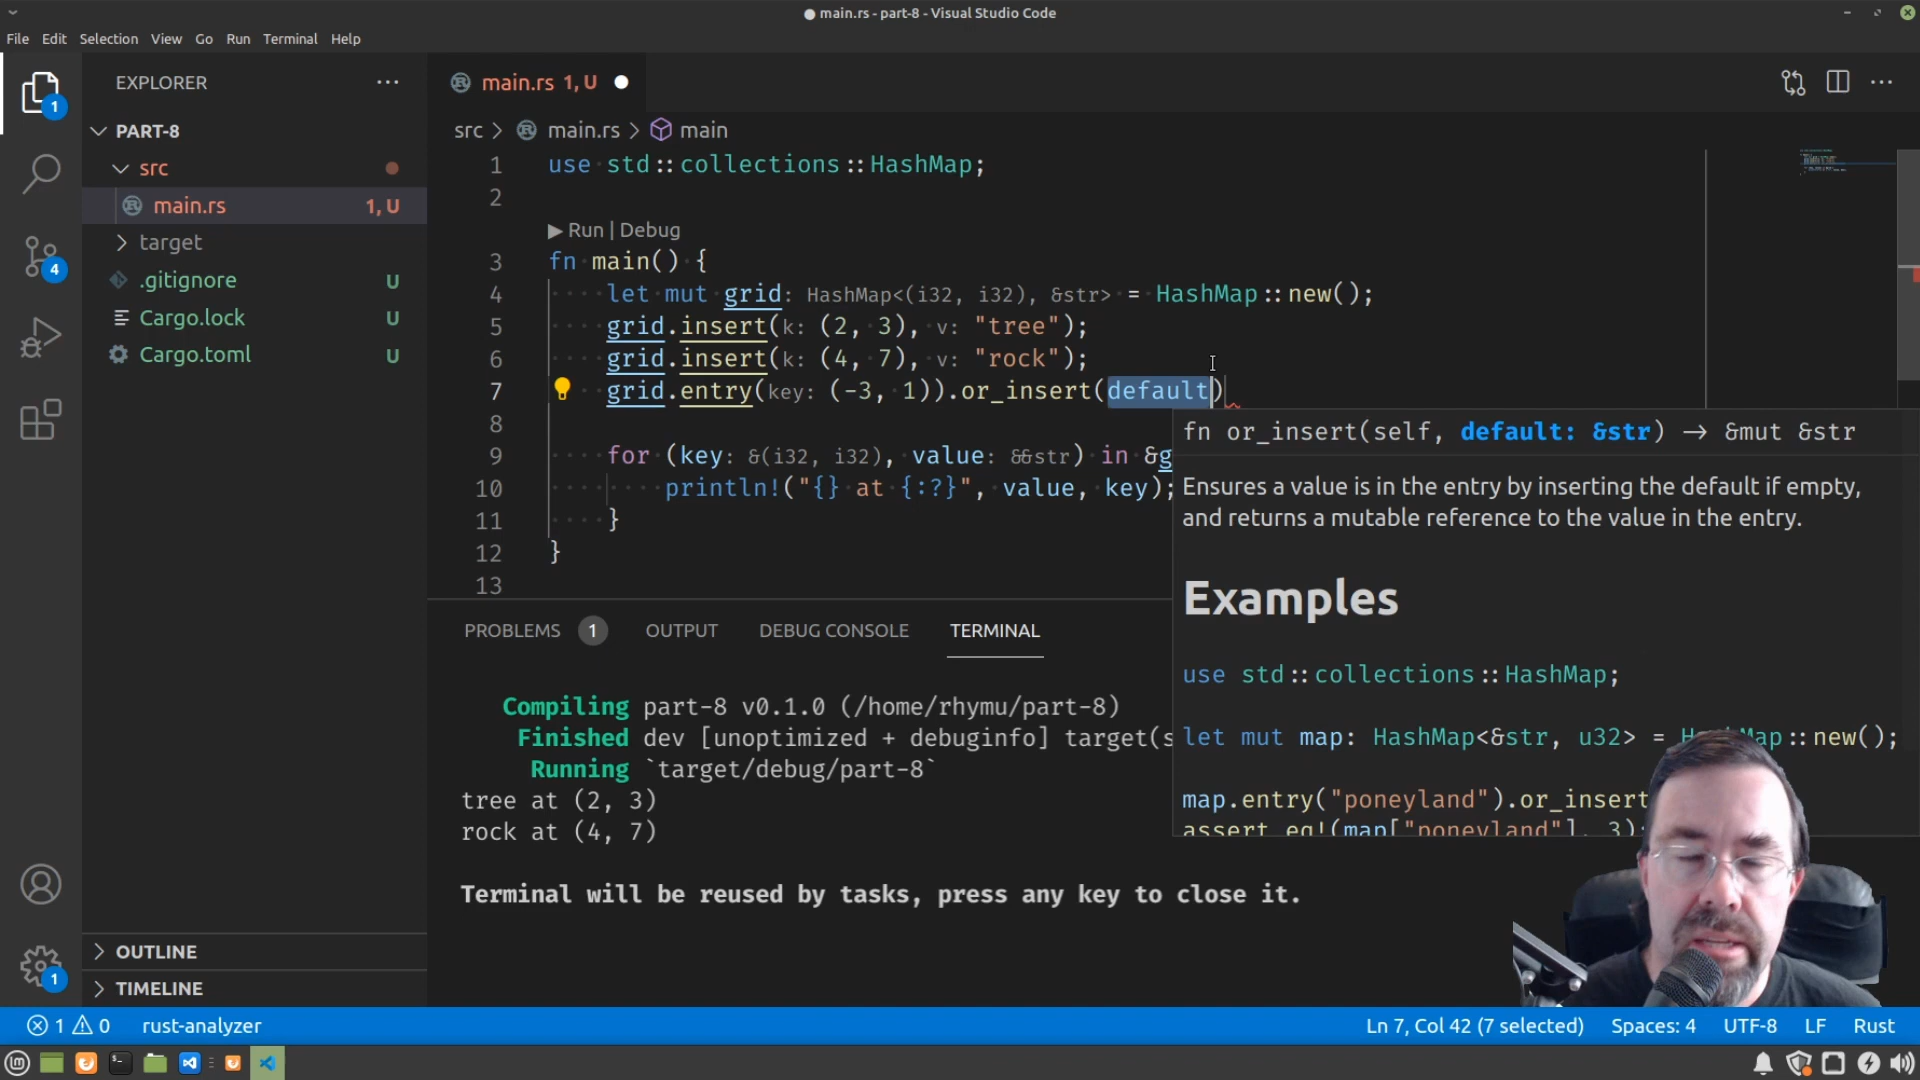 main.rs - part-8 - Visual Studio Code
File Edit Selection View Go Run Terminal Help
EXPLORER
PART-8
src
main.rs 1, U
target
.gitignore U
Cargo.lock U
Cargo.toml U
OUTLINE
TIMELINE
1
4
1
main.rs 1, U
src > main.rs > main
1 use std::collections::HashMap;
2
▶ Run | Debug
3 fn main() {
4 let mut grid: HashMap<(i32, i32), &str> = HashMap::new();
5 grid.insert(k: (2, 3), v: "tree");
6 grid.insert(k: (4, 7), v: "rock");
7 grid.entry(key: (-3, 1)).or_insert(default)
8
9 for (key: &(i32, i32), value: &&str) in &g
10 println!("{} at {:?}", value, key);
11 }
12 }
13
fn or_insert(self, default: &str) → &mut &str
Ensures a value is in the entry by inserting the default if empty,
and returns a mutable reference to the value in the entry.
Examples
use std::collections::HashMap;
let mut map: HashMap<&str, u32> = HashMap::new();
map.entry("poneyland").or_insert
assert_eq!(map["poneyland"], 3);
PROBLEMS 1 OUTPUT DEBUG CONSOLE TERMINAL
Compiling part-8 v0.1.0 (/home/rhymu/part-8)
Finished dev [unoptimized + debuginfo] target(s
Running `target/debug/part-8`
tree at (2, 3)
rock at (4, 7)
Terminal will be reused by tasks, press any key to close it.
1 0 rust-analyzer Ln 7, Col 42 (7 selected) Spaces: 4 UTF-8 LF Rust